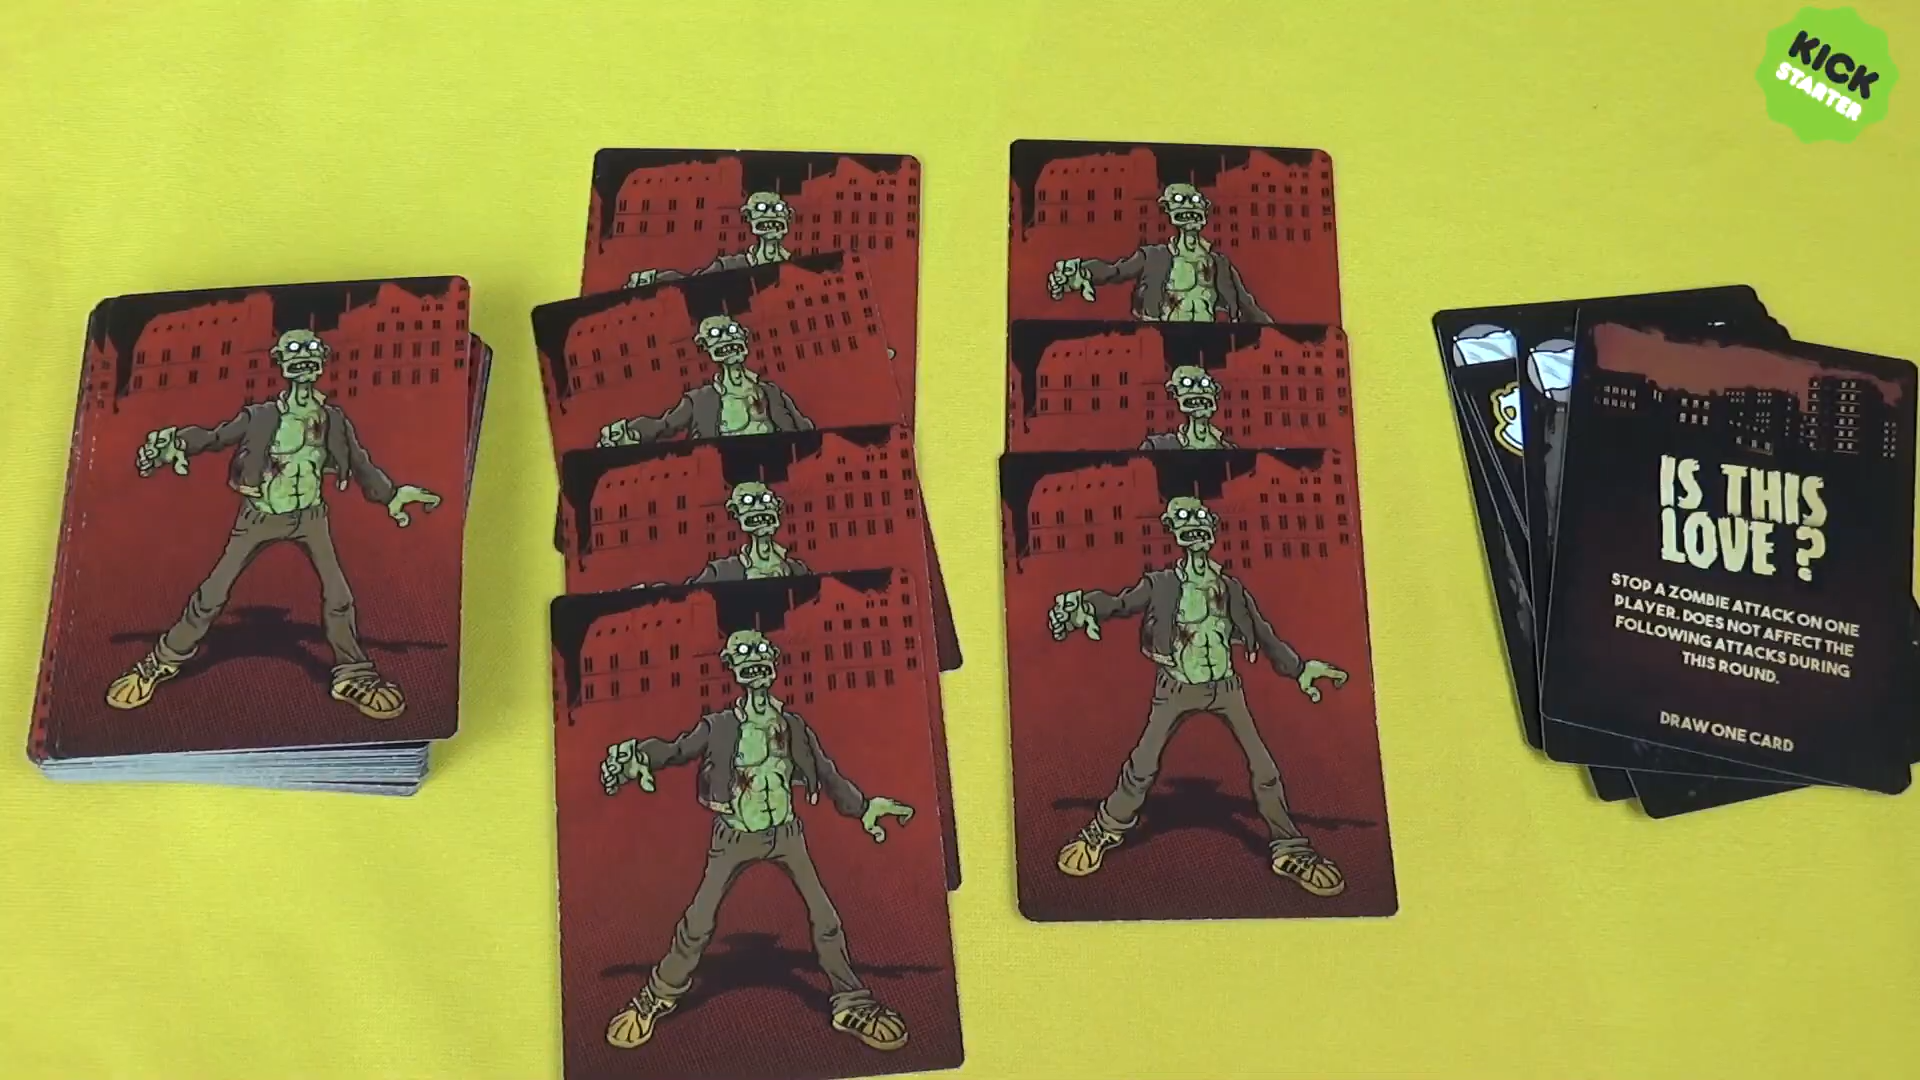 KICK
STARTER
IS THIS
LOVE ?
STOP A ZOMBIE ATTACK ON ONE
PLAYER. DOES NOT AFFECT THE
FOLLOWING ATTACKS DURING
THIS ROUND.
DRAW ONE CARD